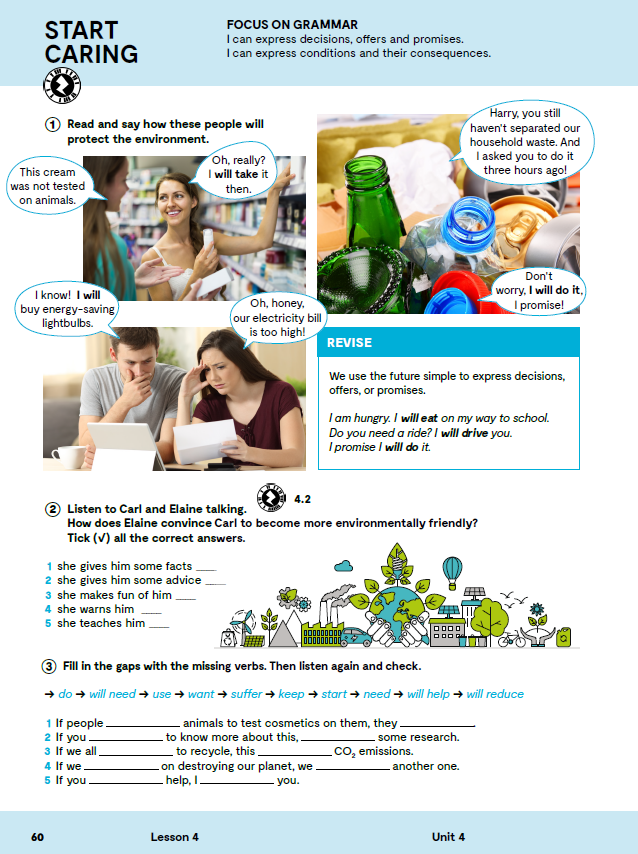 START
CARING
FOCUS ON GRAMMAR
I can express decisions, offers and promises.
I can express conditions and their consequences.
1 Read and say how these people will
protect the environment.
This cream
was not tested
on animals.
Oh, really?
I will take it
then.
Harry, you still
haven't separated our
household waste. And
I asked you to do it
three hours ago!
Don't
worry, I will do it,
I promise!
I know! I will
buy energy-saving
lightbulbs.
Oh, honey,
our electricity bill
is too high!
REVISE
We use the future simple to express decisions,
offers, or promises.
I am hungry. I will eat on my way to school.
Do you need a ride? I will drive you.
I promise I will do it.
4.2
2 Listen to Carl and Elaine talking.
How does Elaine convince Carl to become more environmentally friendly?
Tick (√) all the correct answers.
1 she gives him some facts ___
2 she gives him some advice ___
3 she makes fun of him ___
4 she warns him ___
5 she teaches him ___
3 Fill in the gaps with the missing verbs. Then listen again and check.
→ do → will need → use → want → suffer → keep → start → need → will help → will reduce
1 If people ___________ animals to test cosmetics on them, they ___________.
2 If you ___________ to know more about this, ___________ some research.
3 If we all ___________ to recycle, this ___________ CO₂ emissions.
4 If we ___________ on destroying our planet, we ___________ another one.
5 If you ___________ help, I ___________ you.
60
Lesson 4
Unit 4